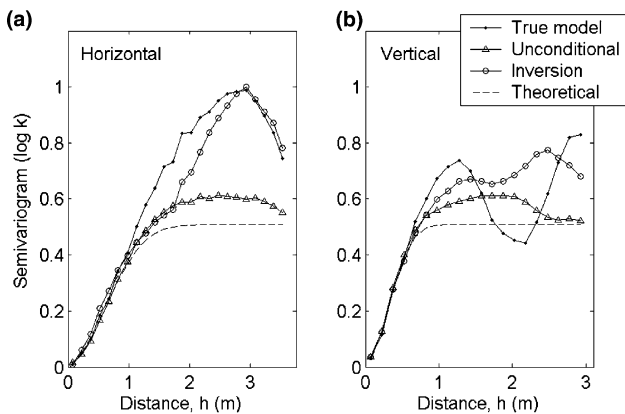 (a)
(b)
Horizontal
Vertical
True model
Unconditional
Inversion
Theoretical
Semivariogram (log k)
1
0.8
0.6
0.4
0.2
0
0 1 2 3
Distance, h (m)
1
0.8
0.6
0.4
0.2
0
0 1 2 3
Distance, h (m)